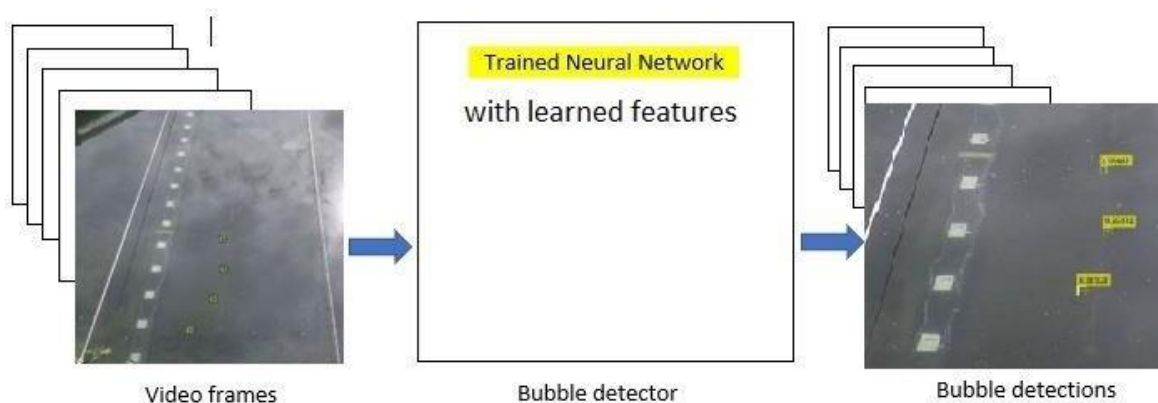 Trained Neural Network
with learned features
Video frames
Bubble detector
Bubble detections